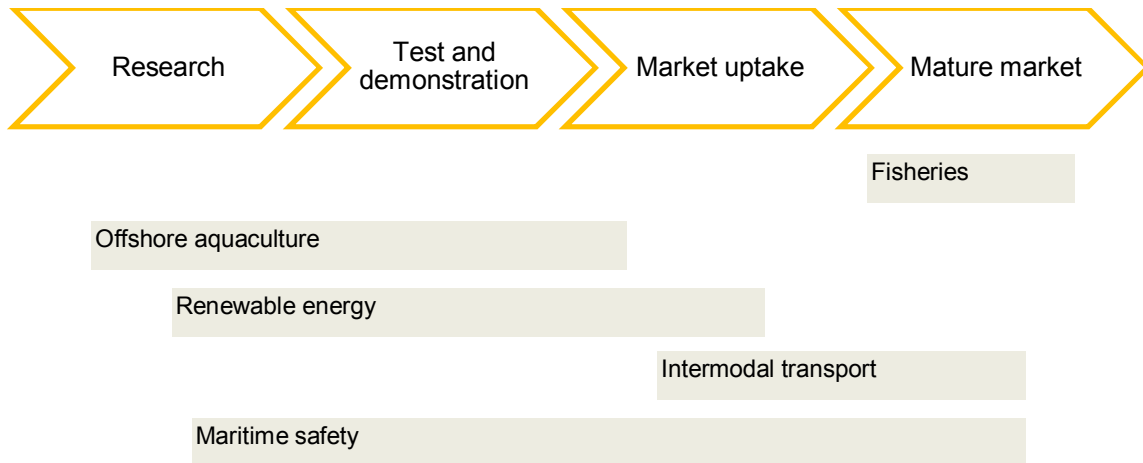 Research
Test and
demonstration
Market uptake
Mature market
Fisheries
Offshore aquaculture
Renewable energy
Intermodal transport
Maritime safety